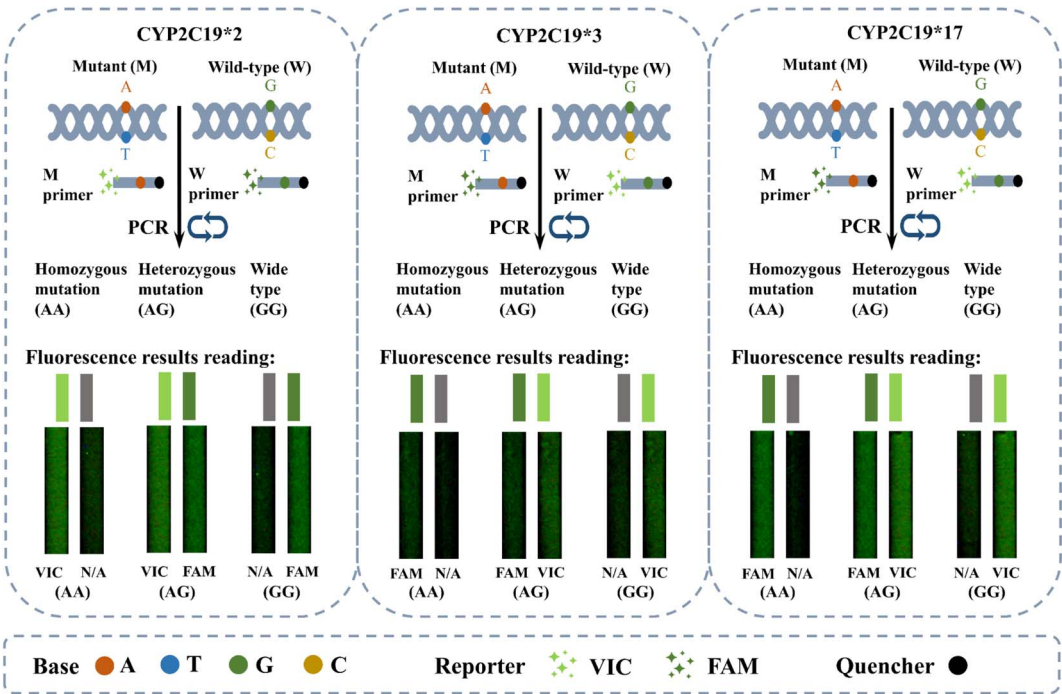 CYP2C19*2
Mutant (M)
Wild-type (W)
A
G
T
C
M
primer
W
primer
PCR
Homozygous
mutation
(AA)
Heterozygous
mutation
(AG)
Wide
type
(GG)
Fluorescence results reading:
VIC N/A
(AA)
VIC FAM
(AG)
N/A FAM
(GG)
CYP2C19*3
Mutant (M)
Wild-type (W)
A
G
T
C
M
primer
W
primer
PCR
Homozygous
mutation
(AA)
Heterozygous
mutation
(AG)
Wide
type
(GG)
Fluorescence results reading:
FAM N/A
(AA)
FAM VIC
(AG)
N/A VIC
(GG)
CYP2C19*17
Mutant (M)
Wild-type (W)
A
G
T
C
M
primer
W
primer
PCR
Homozygous
mutation
(AA)
Heterozygous
mutation
(AG)
Wide
type
(GG)
Fluorescence results reading:
FAM N/A
(AA)
FAM VIC
(AG)
N/A VIC
(GG)
Base A T G C Reporter VIC FAM Quencher